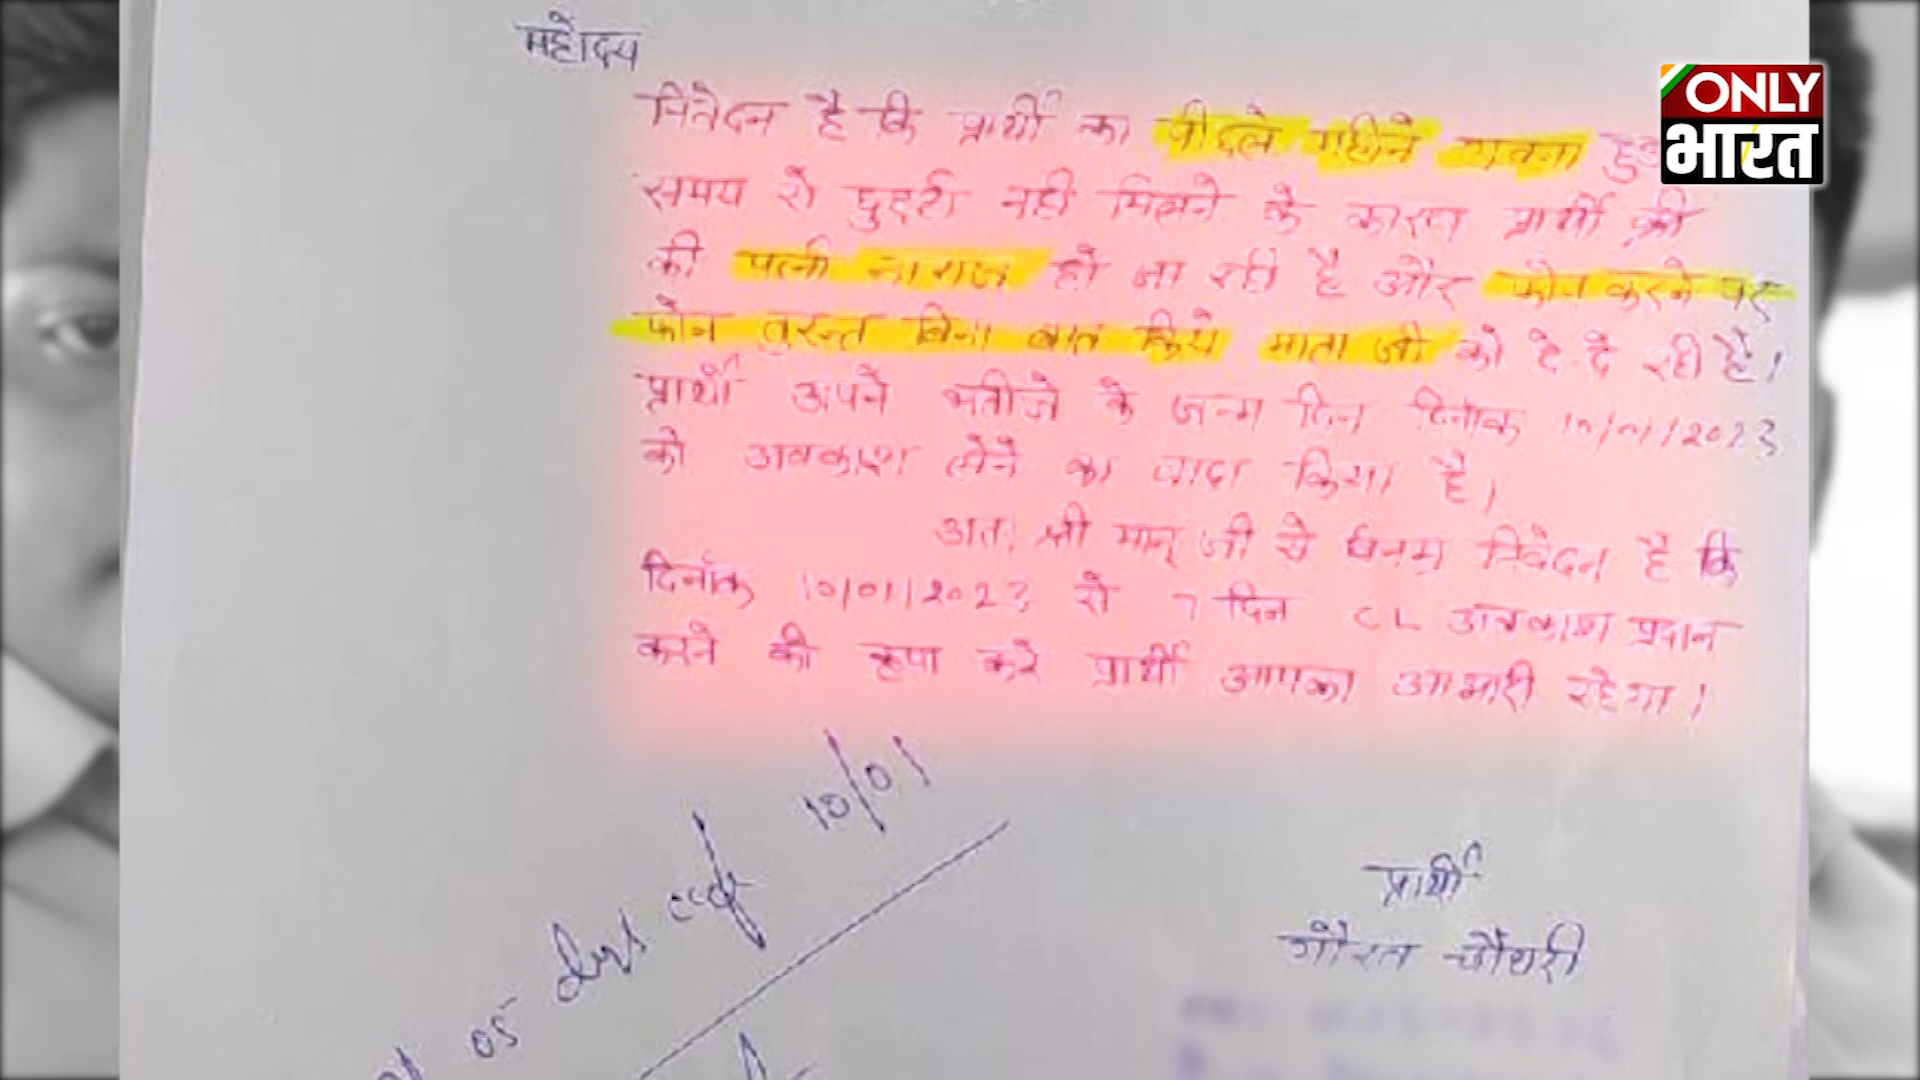 महोदय
ONLY
भारत
निवेदन है कि प्रार्थी का पीछले महीने गवना
समय से छुट्टी नही मिलने के कारण प्रार्थी की
की पत्नी नाराज हो जा रही है और फोन करने पर
फोन तुरन्त बिना बात किये माता जी को दे दे रही है।
प्रार्थी अपने भतीजे के जन्म दिन दिनाँक 10/01/2023
को अवकाश लेने का वादा किया है।
अतः श्री मान् जी से विनम्र निवेदन है कि
दिनाँक 10/01/2023 से 7 दिन CL अवकाश प्रदान
करने की कृपा करे प्रार्थी आपका आभारी रहेगा।
10/01
05 days
प्रार्थी
गौरव चौधरी